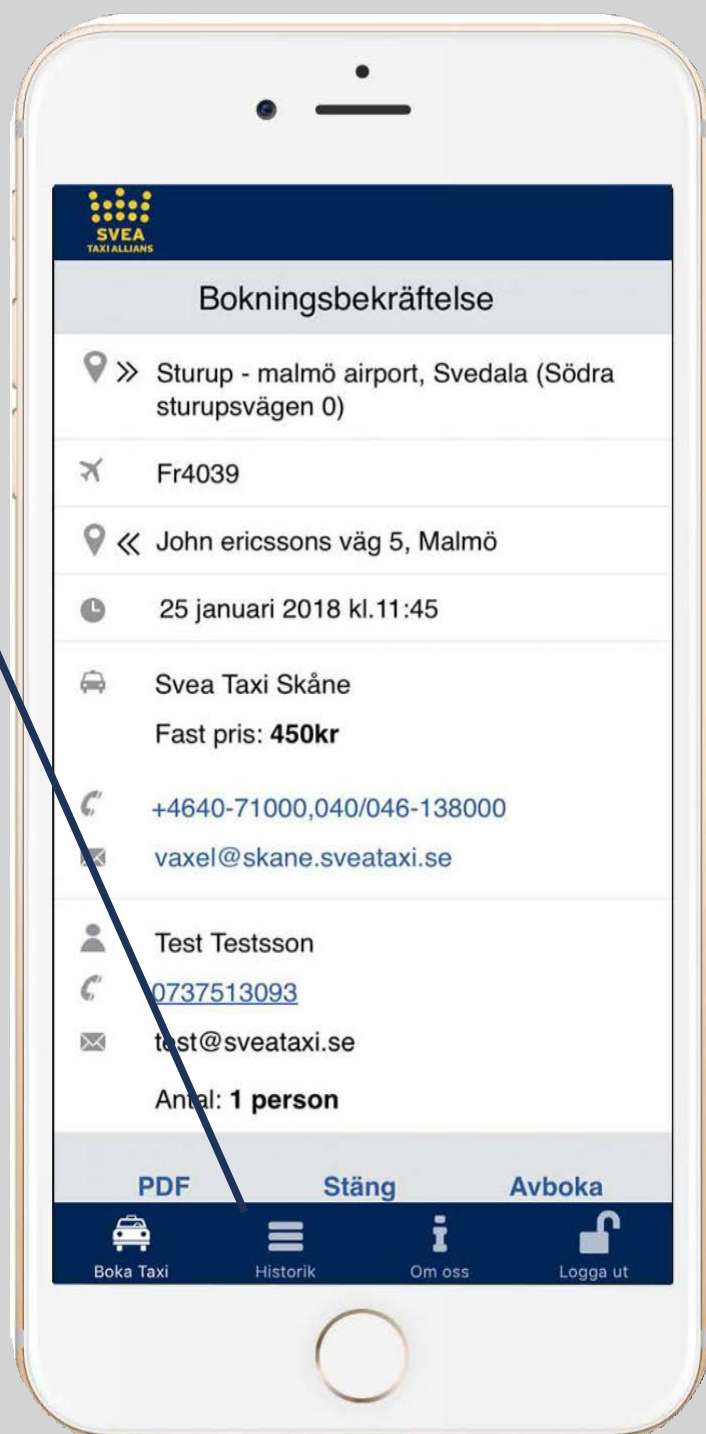 SVEA
TAXI ALLIANS
Bokningsbekräftelse
Sturup - malmö airport, Svedala (Södra
sturupsvägen 0)
Fr4039
John ericssons väg 5, Malmö
25 januari 2018 kl.11:45
Svea Taxi Skåne
Fast pris: 450kr
+4640-71000,040/046-138000
vaxel@skane.sveataxi.se
Test Testsson
0737513093
test@sveataxi.se
Antal: 1 person
PDF Stäng Avboka
Boka Taxi Historik Om oss Logga ut